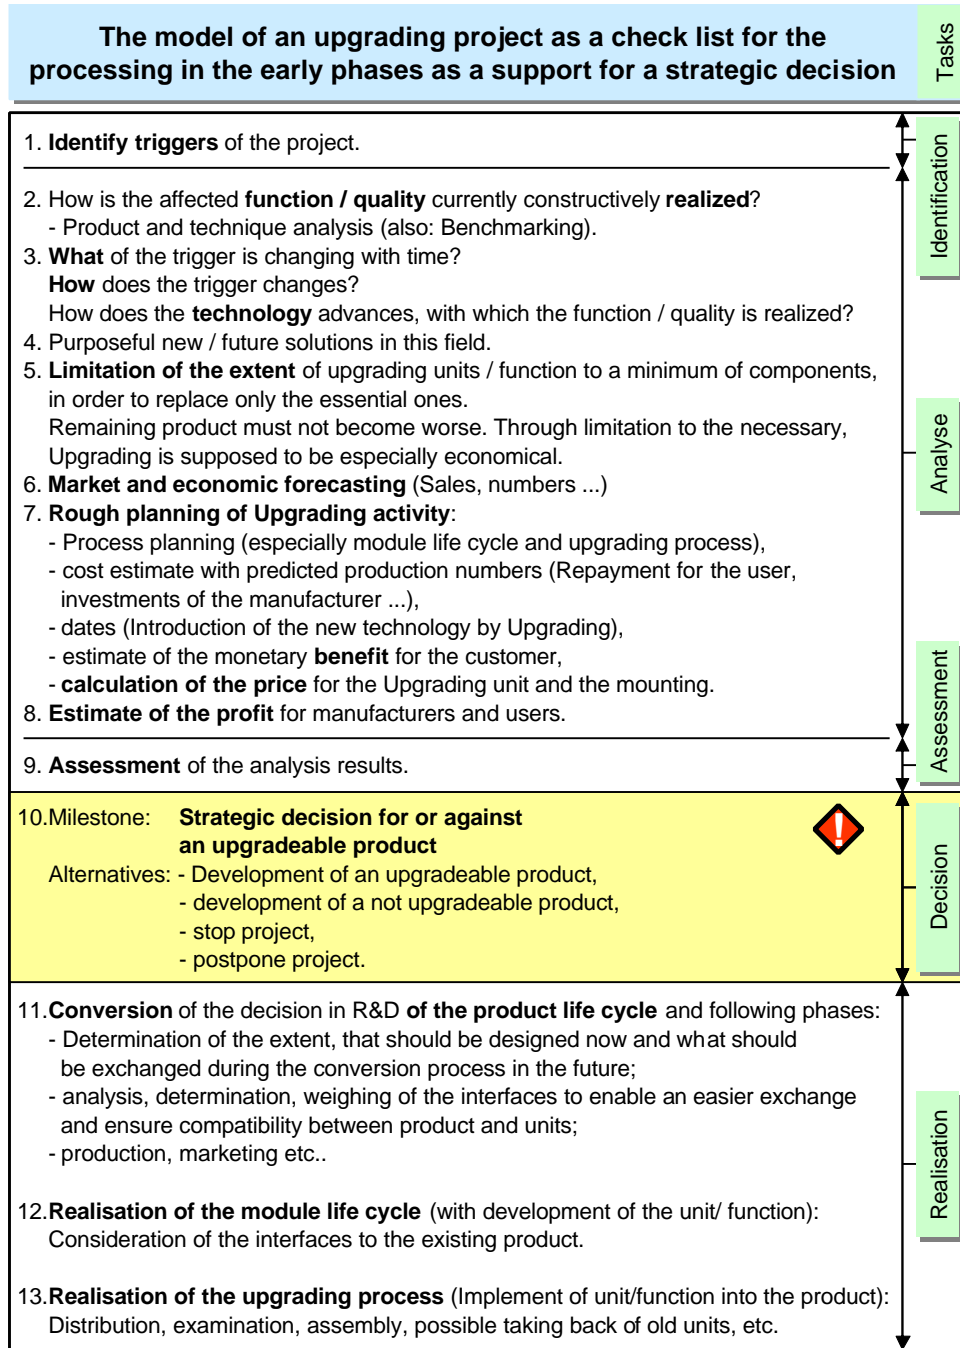 The model of an upgrading project as a check list for the
processing in the early phases as a support for a strategic decision
Tasks
1. Identify triggers of the project.
Identification
2. How is the affected function / quality currently constructively realized?
- Product and technique analysis (also: Benchmarking).
3. What of the trigger is changing with time?
How does the trigger changes?
How does the technology advances, with which the function / quality is realized?
4. Purposeful new / future solutions in this field.
5. Limitation of the extent of upgrading units / function to a minimum of components,
in order to replace only the essential ones.
Remaining product must not become worse. Through limitation to the necessary,
Upgrading is supposed to be especially economical.
6. Market and economic forecasting (Sales, numbers ...)
7. Rough planning of Upgrading activity:
- Process planning (especially module life cycle and upgrading process),
- cost estimate with predicted production numbers (Repayment for the user,
investments of the manufacturer ...),
- dates (Introduction of the new technology by Upgrading),
- estimate of the monetary benefit for the customer,
- calculation of the price for the Upgrading unit and the mounting.
8. Estimate of the profit for manufacturers and users.
Analyse
9. Assessment of the analysis results.
Assessment
10.Milestone: Strategic decision for or against
an upgradeable product
Alternatives: - Development of an upgradeable product,
- development of a not upgradeable product,
- stop project,
- postpone project.
!
Decision
11.Conversion of the decision in R&D of the product life cycle and following phases:
- Determination of the extent, that should be designed now and what should
be exchanged during the conversion process in the future;
- analysis, determination, weighing of the interfaces to enable an easier exchange
and ensure compatibility between product and units;
- production, marketing etc..
12.Realisation of the module life cycle (with development of the unit/ function):
Consideration of the interfaces to the existing product.
13.Realisation of the upgrading process (Implement of unit/function into the product):
Distribution, examination, assembly, possible taking back of old units, etc.
Realisation